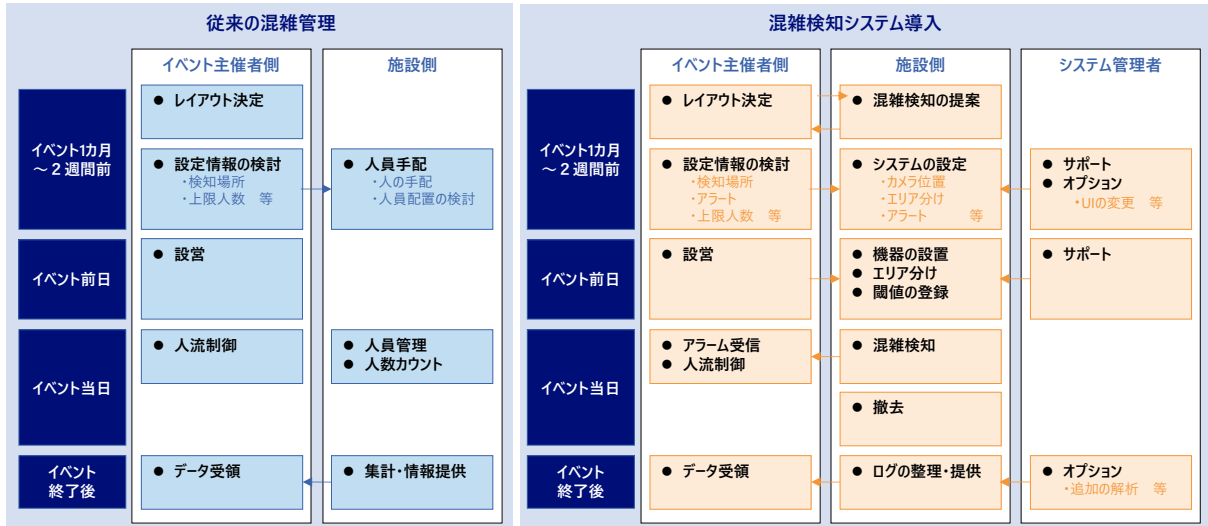 従来の混雑管理
イベント主催者側
施設側
イベント1カ月
～２週間前
● レイアウト決定
● 設定情報の検討
・検知場所
・上限人数　等
● 人員手配
・人の手配
・人員配置の検討
イベント前日
● 設営
イベント当日
● 人流制御
● 人員管理
● 人数カウント
イベント
終了後
● データ受領
● 集計・情報提供
混雑検知システム導入
イベント主催者側
施設側
システム管理者
イベント1カ月
～２週間前
● レイアウト決定
● 混雑検知の提案
● 設定情報の検討
・検知場所
・アラート
・上限人数　等
● システムの設定
・カメラ位置
・エリア分け
・アラート　　　等
● サポート
● オプション
・UIの変更　等
イベント前日
● 設営
● 機器の設置
● エリア分け
● 閾値の登録
● サポート
イベント当日
● アラーム受信
● 人流制御
● 混雑検知
● 撤去
イベント
終了後
● データ受領
● ログの整理・提供
● オプション
・追加の解析　等